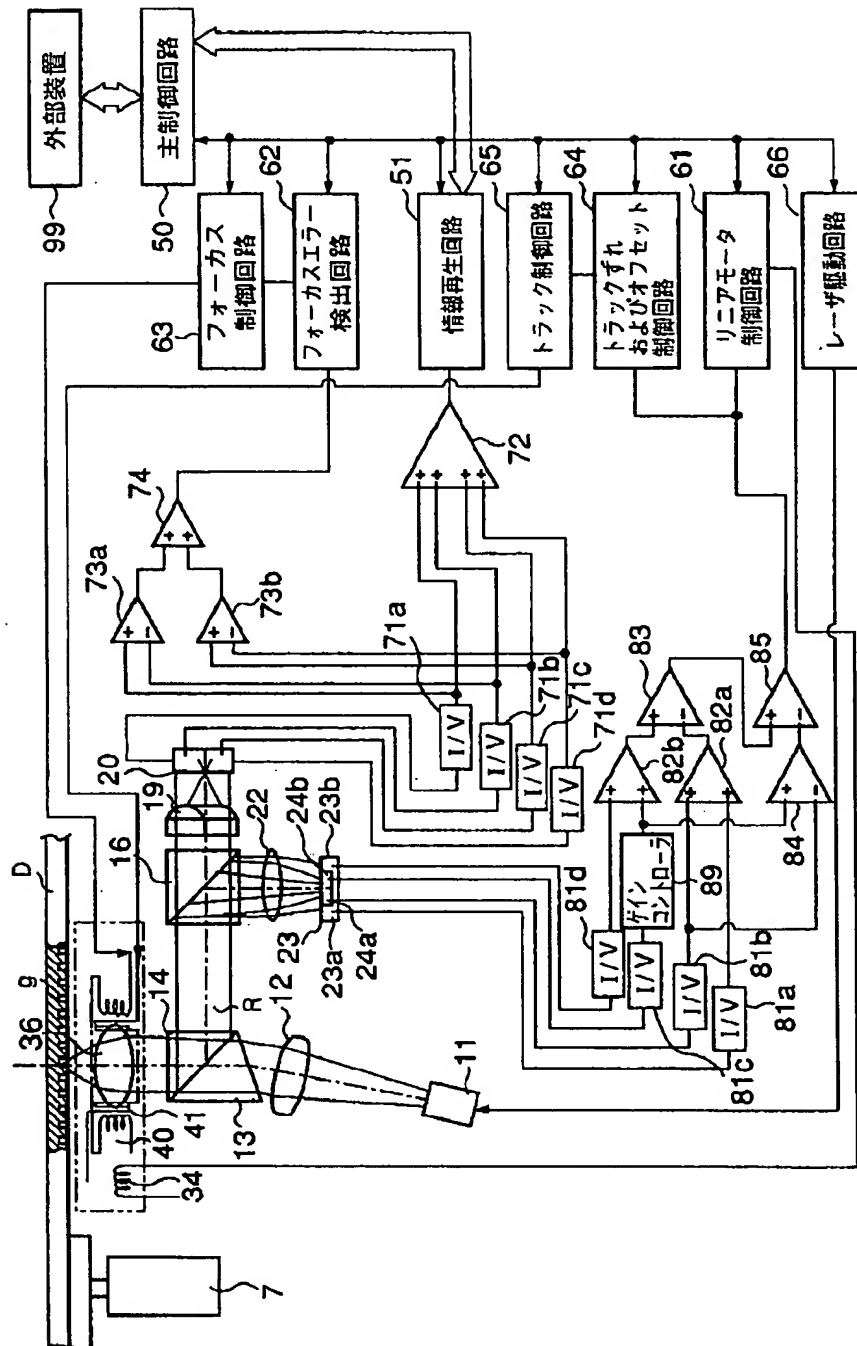 外部装置
99
主制御回路
50
フォーカス
制御回路
63
62
フォーカスエラー
検出回路
51
情報再生回路
65
トラック制御回路
64
トラックずれ
およびオフセット
制御回路
61
リニアモータ
制御回路
66
レーザ駆動回路
72
+
+
+
+
74
+
+
73a
+
-
73b
+
-
71a
I/V
71b
I/V
71c
I/V
71d
I/V
83
+
-
85
+
+
82b
+
+
82a
+
+
84
+
-
81d
I/V
ゲイン
コントローラ
89
81c
I/V
81b
I/V
81a
I/V
20
19
16
22
24b
23b
23
23a
24a
D
9
36
14
R
12
13
11
41
40
34
7